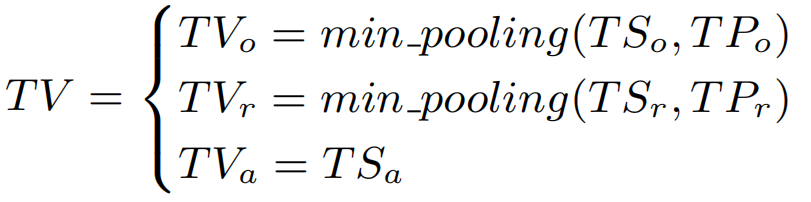 TV_o = min_pooling(TS_o, TP_o)
TV = { TV_r = min_pooling(TS_r, TP_r)
TV_a = TS_a